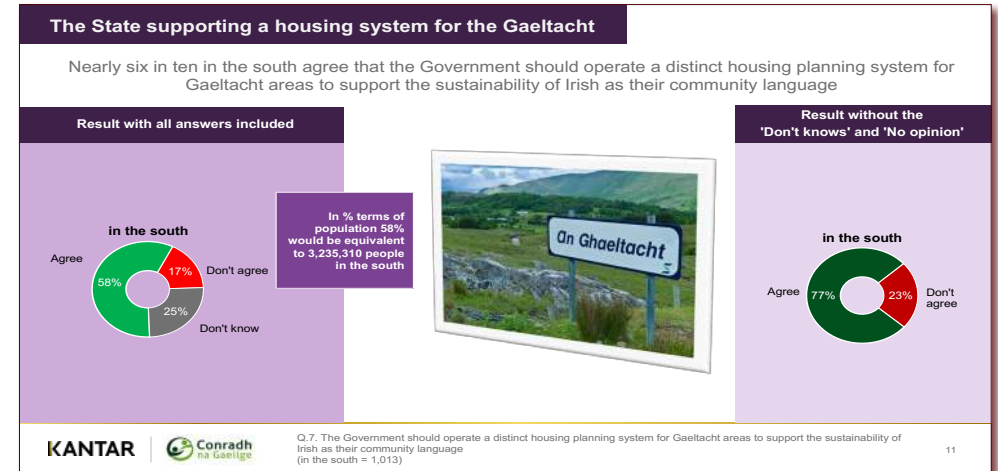 The State supporting a housing system for the Gaeltacht
Nearly six in ten in the south agree that the Government should operate a distinct housing planning system for
Gaeltacht areas to support the sustainability of Irish as their community language
Result with all answers included
in the south
Agree
58%
17%
Don't agree
25%
Don't know
In % terms of
population 58%
would be equivalent
to 3,235,310 people
in the south
An Ghaeltacht
Result without the
'Don't knows' and 'No opinion'
in the south
Agree
77%
23%
Don't
agree
KANTAR
Conradh
na Gaeilge
Q.7. The Government should operate a distinct housing planning system for Gaeltacht areas to support the sustainability of
Irish as their community language
(in the south = 1,013)
11